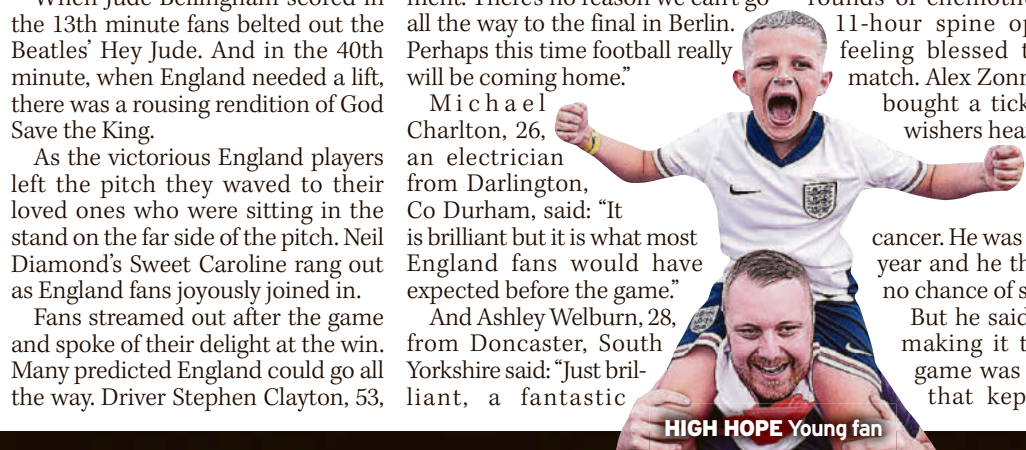 When Jude Bellingham scored in
the 13th minute fans belted out the
Beatles’ Hey Jude. And in the 40th
minute, when England needed a lift,
there was a rousing rendition of God
Save the King.
As the victorious England players
left the pitch they waved to their
loved ones who were sitting in the
stand on the far side of the pitch. Neil
Diamond’s Sweet Caroline rang out
as England fans joyously joined in.
Fans streamed out after the game
and spoke of their delight at the win.
Many predicted England could go all
the way. Driver Stephen Clayton, 53,
ment. There’s no reason we can’t go
all the way to the final in Berlin.
Perhaps this time football really
will be coming home.”
Michael
Charlton, 26,
an electrician
from Darlington,
Co Durham, said: “It
is brilliant but it is what most
England fans would have
expected before the game.”
And Ashley Welburn, 28,
from Doncaster, South
Yorkshire said: “Just bril-
liant, a fantastic
rounds of
11-hour spine
feeling blessed
match. Alex
bought a
wishers
cancer. He was
year and he
no chance of
But he said
making it
game was
that
HIGH HOPE Young fan